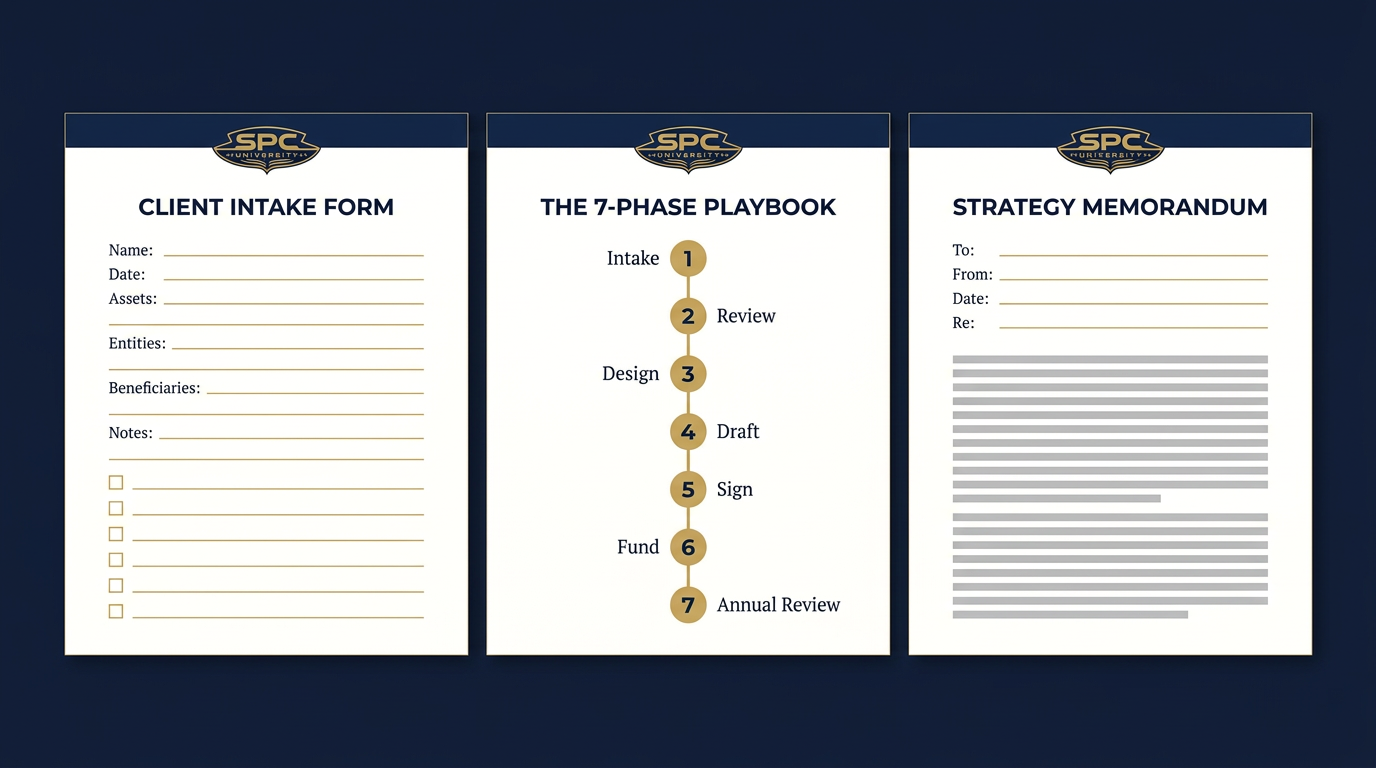 SPC
UNIVERSITY
CLIENT INTAKE FORM
Name:
Date:
Assets:
Entities:
Beneficiaries:
Notes:
SPC
UNIVERSITY
THE 7-PHASE PLAYBOOK
Intake 1
2 Review
Design 3
4 Draft
5 Sign
Fund 6
7 Annual Review
SPC
STRATEGY MEMORANDUM
To:
From:
Date:
Re: